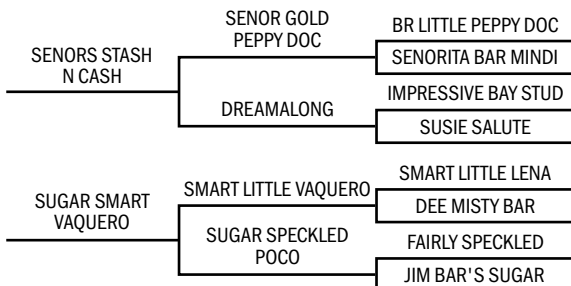 SENOR GOLD
PEPPY DOC
BR LITTLE PEPPY DOC
SENORS STASH
N CASH
SENORITA BAR MINDI
DREAMALONG
IMPRESSIVE BAY STUD
SUSIE SALUTE
SUGAR SMART
VAQUERO
SMART LITTLE VAQUERO
SMART LITTLE LENA
DEE MISTY BAR
SUGAR SPECKLED
POCO
FAIRLY SPECKLED
JIM BAR'S SUGAR